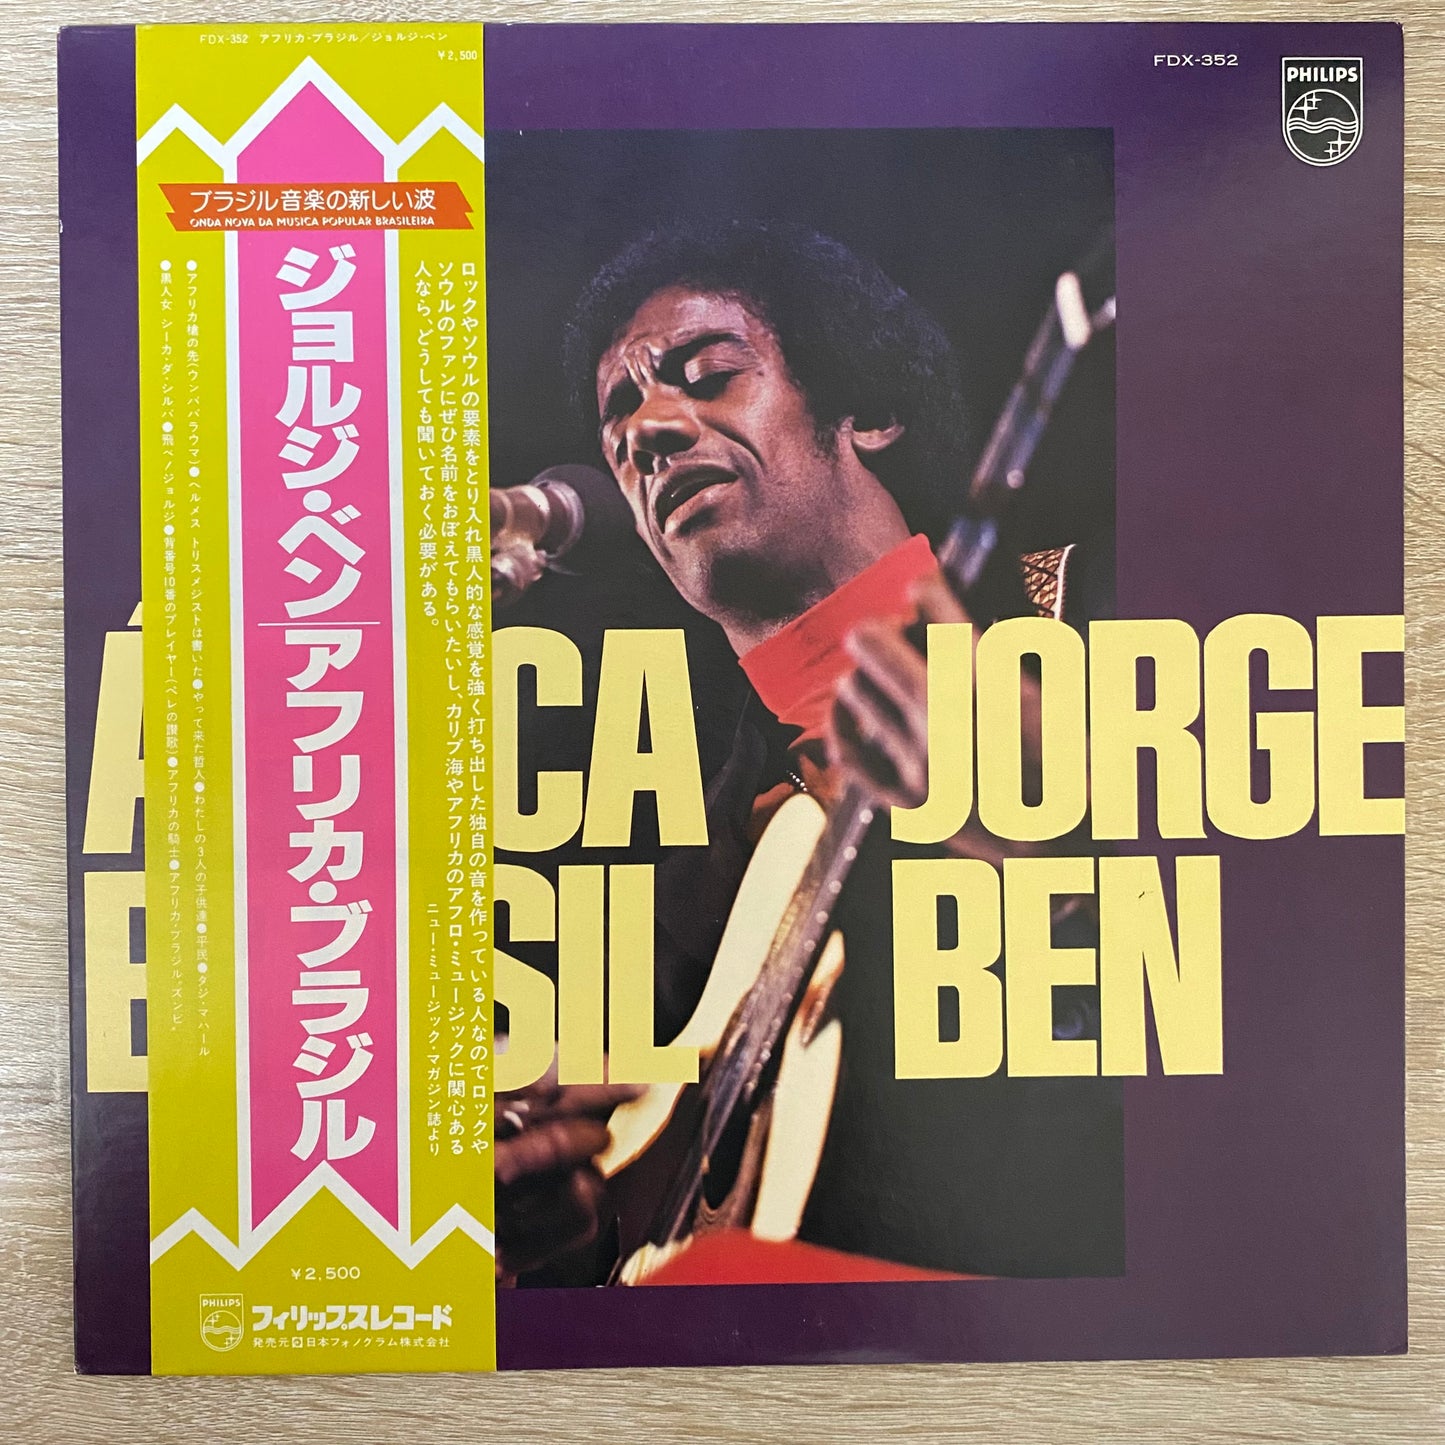 FDX-352 アフリカ・ブラジル／ジョルジ・ベン
￥2,500
ブラジル音楽の新しい波
ONDA NOVA DA MUSICA POPULAR BRASILEIRA
ジョルジ・ベン｜アフリカ・ブラジル
ロックやソウルの要素をとり入れ黒人的な感覚を強く打ち出した独自の音を作っている人なのでロックや
ソウルのファンにぜひ名前をおぼえてもらいたいし、カリブ海やアフリカのアフロ・ミュージックに関心ある
人なら、どうしても聞いておく必要がある。
ニュー・ミュージック・マガジン誌より
●アフリカ槍の先(ウンババラウマ)●ヘルメス トリスメジストは書いた●やって来た哲人●わたしの3人の子供達●平民●タジ・マハール
●黒人女 シーカ・ダ・シルバ●飛べ！ジョルジ●背番号10番のプレイヤー(ペレの讃歌)●アフリカの騎士●アフリカ・ブラジル〝ズンビ〟
￥2,500
PHILIPS
フィリップスレコード
発売元 日本フォノグラム株式会社
FDX-352
PHILIPS
Á CA JORGE
B SIL BEN